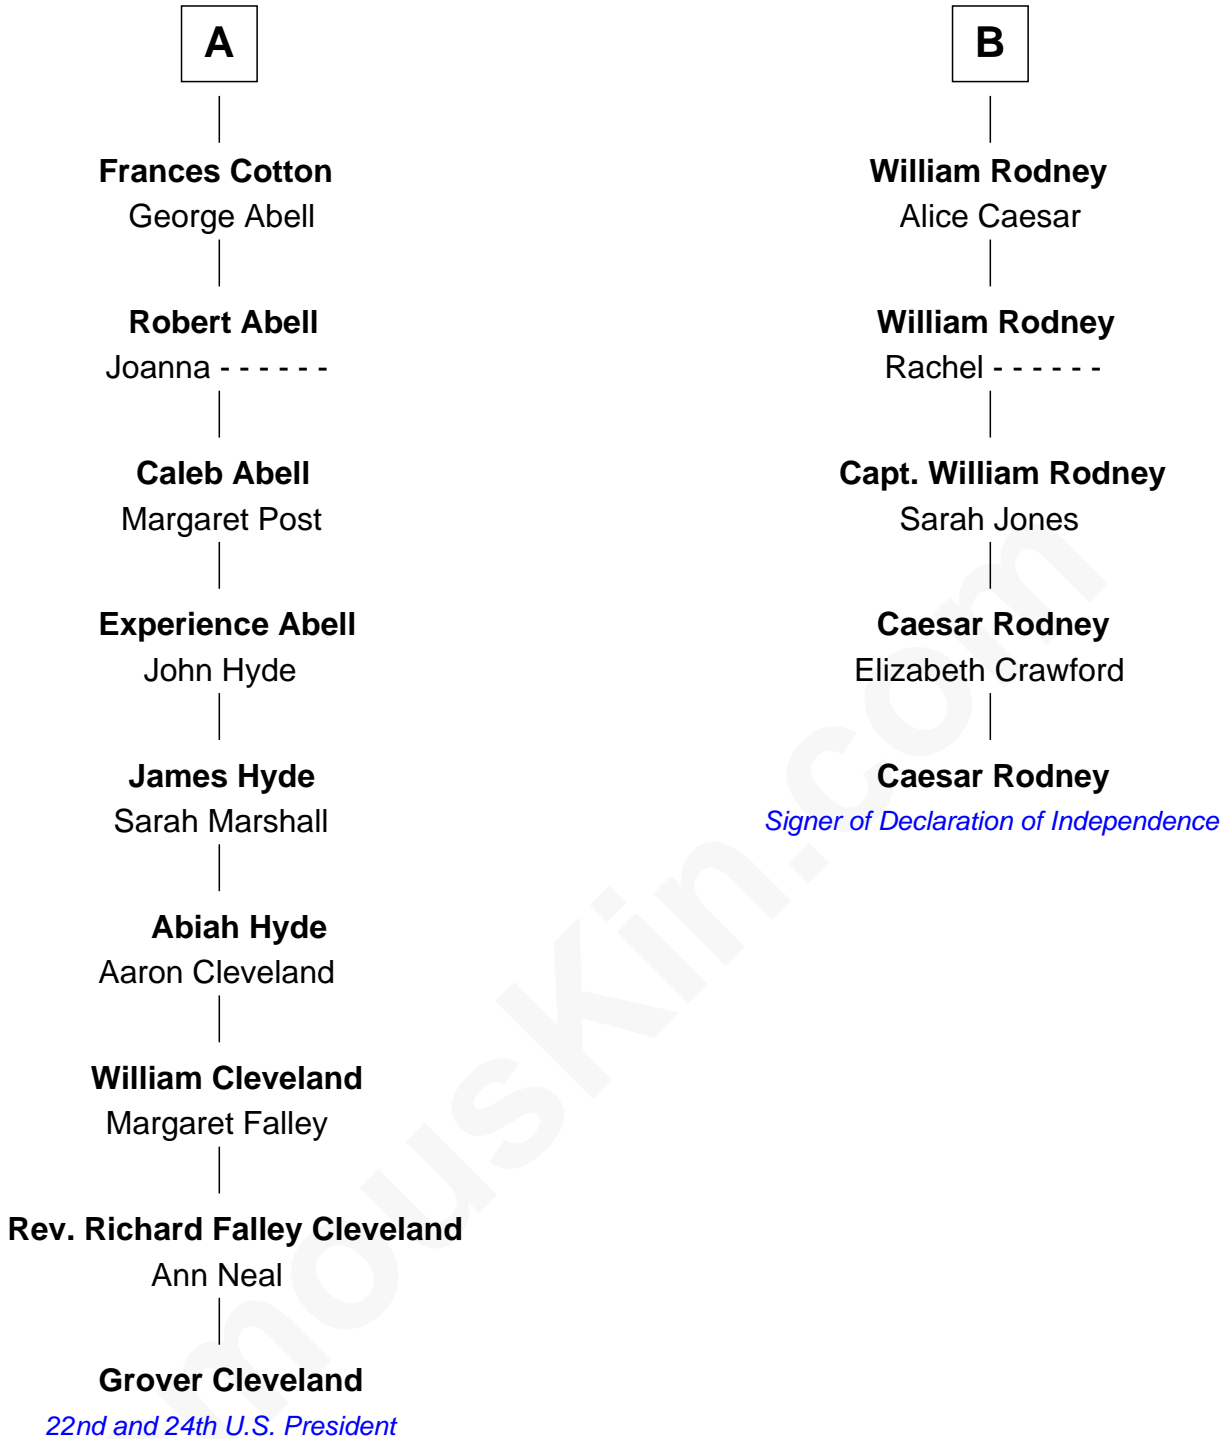 A
Frances Cotton
George Abell
Robert Abell
Joanna - - - - - -
Caleb Abell
Margaret Post
Experience Abell
John Hyde
James Hyde
Sarah Marshall
Abiah Hyde
Aaron Cleveland
William Cleveland
Margaret Falley
Rev. Richard Falley Cleveland
Ann Neal
Grover Cleveland
22nd and 24th U.S. President
B
William Rodney
Alice Caesar
William Rodney
Rachel - - - - - -
Capt. William Rodney
Sarah Jones
Caesar Rodney
Elizabeth Crawford
Caesar Rodney
Signer of Declaration of Independence
mouskin.com